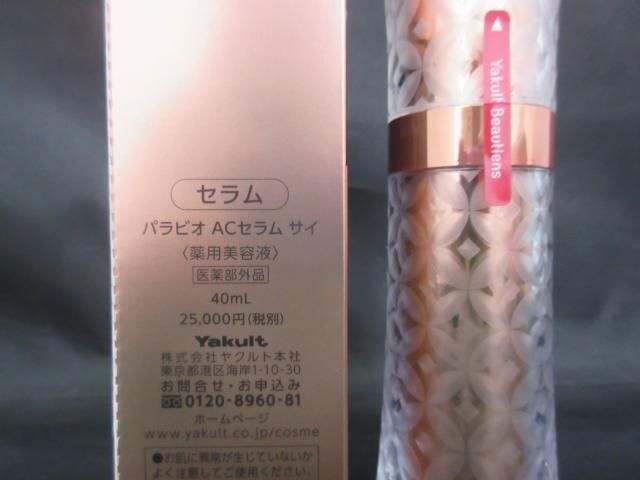 セラム
パラビオ ACセラム サイ
〈薬用美容液〉
医薬部外品
40mL
25,000円(税別)
Yakult
株式会社ヤクルト本社
東京都港区海岸1-10-30
お問合せ・お申込み
0120-8960-81
ホームページ
www.yakult.co.jp/cosme
●お肌に異常が生じていないか
よく注意してご使用ください。
Yakult Beautiens